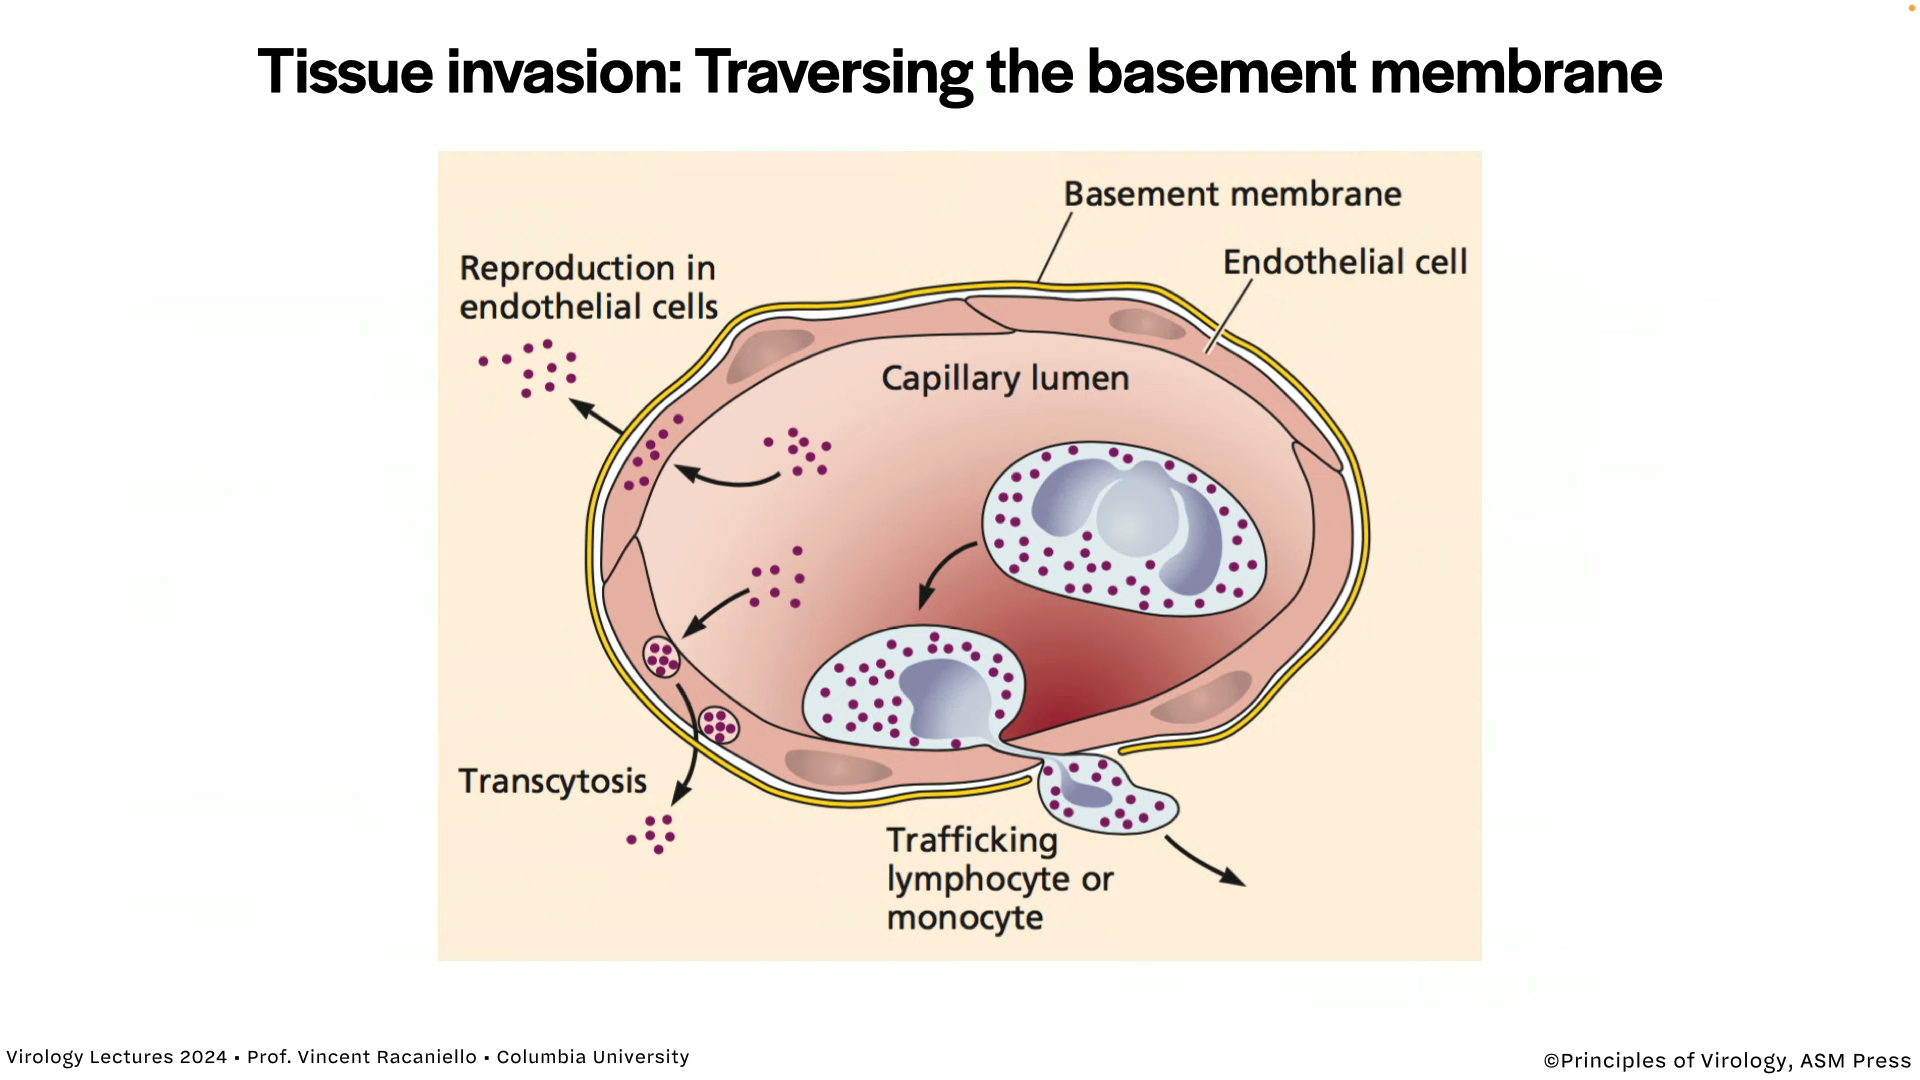 Tissue invasion: Traversing the basement membrane
Basement membrane
Endothelial cell
Reproduction in
endothelial cells
Capillary lumen
Transcytosis
Trafficking
lymphocyte or
monocyte
Virology Lectures 2024 • Prof. Vincent Racaniello • Columbia University
©Principles of Virology, ASM Press